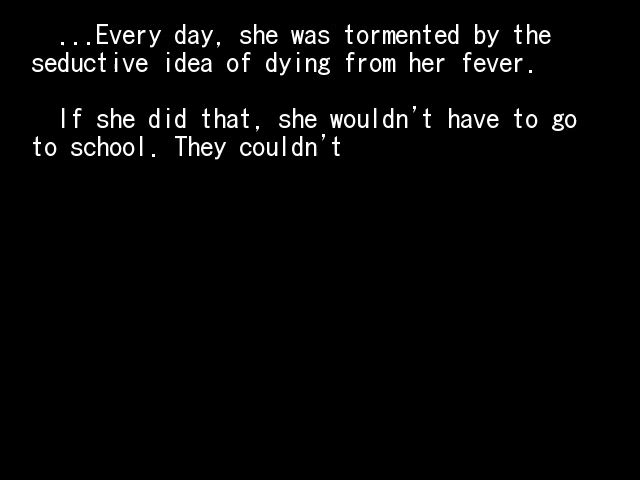 ...Every day, she was tormented by the
seductive idea of dying from her fever.
If she did that, she wouldn't have to go
to school. They couldn't